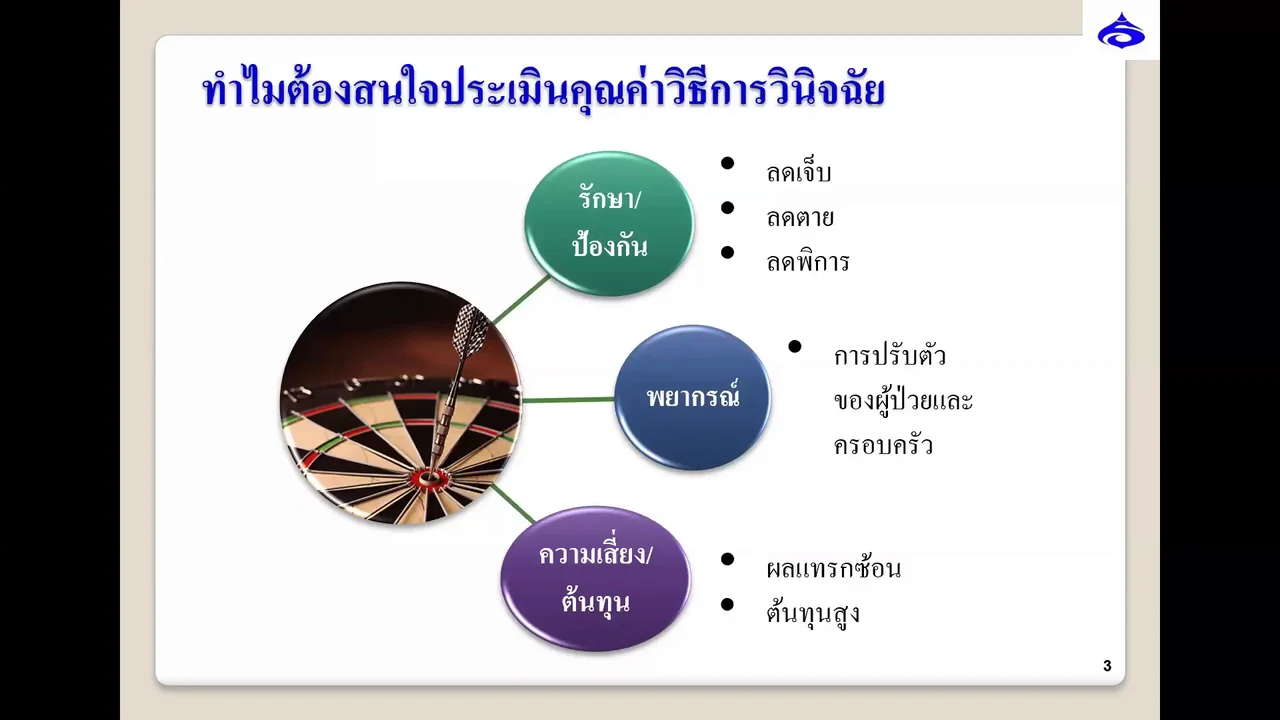 ทำไมต้องสนใจประเมินคุณค่าวิธีการวินิจฉัย
รักษา/
ป้องกัน
• ลดเจ็บ
• ลดตาย
• ลดพิการ
พยากรณ์
• การปรับตัว
ของผู้ป่วยและ
ครอบครัว
ความเสี่ยง/
ต้นทุน
• ผลแทรกซ้อน
• ต้นทุนสูง
3